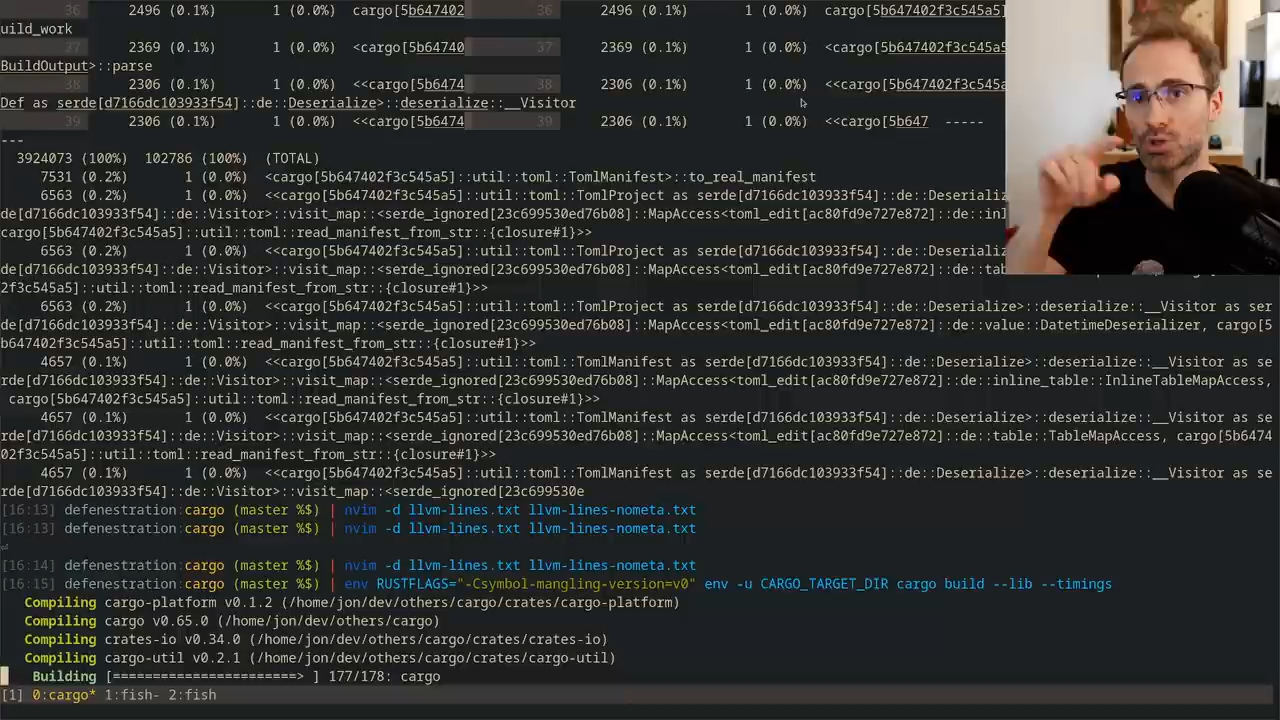 36 2496 (0.1%) 1 (0.0%) cargo[5b647402 36 2496 (0.1%) 1 (0.0%) cargo[5b647402f3c545a5]
uild_work
37 2369 (0.1%) 1 (0.0%) <cargo[5b64740 37 2369 (0.1%) 1 (0.0%) <cargo[5b647402f3c545a5
BuildOutput>::parse
38 2306 (0.1%) 1 (0.0%) <<cargo[5b6474 38 2306 (0.1%) 1 (0.0%) <<cargo[5b647402f3c545a
Def as serde[d7166dc103933f54]::de::Deserialize>::deserialize::__Visitor
39 2306 (0.1%) 1 (0.0%) <<cargo[5b6474 39 2306 (0.1%) 1 (0.0%) <<cargo[5b647 -----
---
3924073 (100%) 102786 (100%) (TOTAL)
7531 (0.2%) 1 (0.0%) <cargo[5b647402f3c545a5]::util::toml::TomlManifest>::to_real_manifest
6563 (0.2%) 1 (0.0%) <<cargo[5b647402f3c545a5]::util::toml::TomlProject as serde[d7166dc103933f54]::de::Deserializ
de[d7166dc103933f54]::de::Visitor>::visit_map::<serde_ignored[23c699530ed76b08]::MapAccess<toml_edit[ac80fd9e727e872]::de::inl
cargo[5b647402f3c545a5]::util::toml::read_manifest_from_str::{closure#1}>>
6563 (0.2%) 1 (0.0%) <<cargo[5b647402f3c545a5]::util::toml::TomlProject as serde[d7166dc103933f54]::de::Deserializ
de[d7166dc103933f54]::de::Visitor>::visit_map::<serde_ignored[23c699530ed76b08]::MapAccess<toml_edit[ac80fd9e727e872]::de::tab
2f3c545a5]::util::toml::read_manifest_from_str::{closure#1}>>
6563 (0.2%) 1 (0.0%) <<cargo[5b647402f3c545a5]::util::toml::TomlProject as serde[d7166dc103933f54]::de::Deserialize>::deserialize::__Visitor as ser
de[d7166dc103933f54]::de::Visitor>::visit_map::<serde_ignored[23c699530ed76b08]::MapAccess<toml_edit[ac80fd9e727e872]::de::value::DatetimeDeserializer, cargo[5
b647402f3c545a5]::util::toml::read_manifest_from_str::{closure#1}>>
4657 (0.1%) 1 (0.0%) <<cargo[5b647402f3c545a5]::util::toml::TomlManifest as serde[d7166dc103933f54]::de::Deserialize>::deserialize::__Visitor as se
rde[d7166dc103933f54]::de::Visitor>::visit_map::<serde_ignored[23c699530ed76b08]::MapAccess<toml_edit[ac80fd9e727e872]::de::inline_table::InlineTableMapAccess,
cargo[5b647402f3c545a5]::util::toml::read_manifest_from_str::{closure#1}>>
4657 (0.1%) 1 (0.0%) <<cargo[5b647402f3c545a5]::util::toml::TomlManifest as serde[d7166dc103933f54]::de::Deserialize>::deserialize::__Visitor as se
rde[d7166dc103933f54]::de::Visitor>::visit_map::<serde_ignored[23c699530ed76b08]::MapAccess<toml_edit[ac80fd9e727e872]::de::table::TableMapAccess, cargo[5b6474
02f3c545a5]::util::toml::read_manifest_from_str::{closure#1}>>
4657 (0.1%) 1 (0.0%) <<cargo[5b647402f3c545a5]::util::toml::TomlManifest as serde[d7166dc103933f54]::de::Deserialize>::deserialize::__Visitor as se
rde[d7166dc103933f54]::de::Visitor>::visit_map::<serde_ignored[23c699530e
[16:13] defenestration:cargo (master %$) | nvim -d llvm-lines.txt llvm-lines-nometa.txt
[16:13] defenestration:cargo (master %$) | nvim -d llvm-lines.txt llvm-lines-nometa.txt
⏎
[16:14] defenestration:cargo (master %$) | nvim -d llvm-lines.txt llvm-lines-nometa.txt
[16:15] defenestration:cargo (master %$) | env RUSTFLAGS="-Csymbol-mangling-version=v0" env -u CARGO_TARGET_DIR cargo build --lib --timings
Compiling cargo-platform v0.1.2 (/home/jon/dev/others/cargo/crates/cargo-platform)
Compiling cargo v0.65.0 (/home/jon/dev/others/cargo)
Compiling crates-io v0.34.0 (/home/jon/dev/others/cargo/crates/crates-io)
Compiling cargo-util v0.2.1 (/home/jon/dev/others/cargo/crates/cargo-util)
Building [=======================> ] 177/178: cargo
[1] 0:cargo* 1:fish- 2:fish